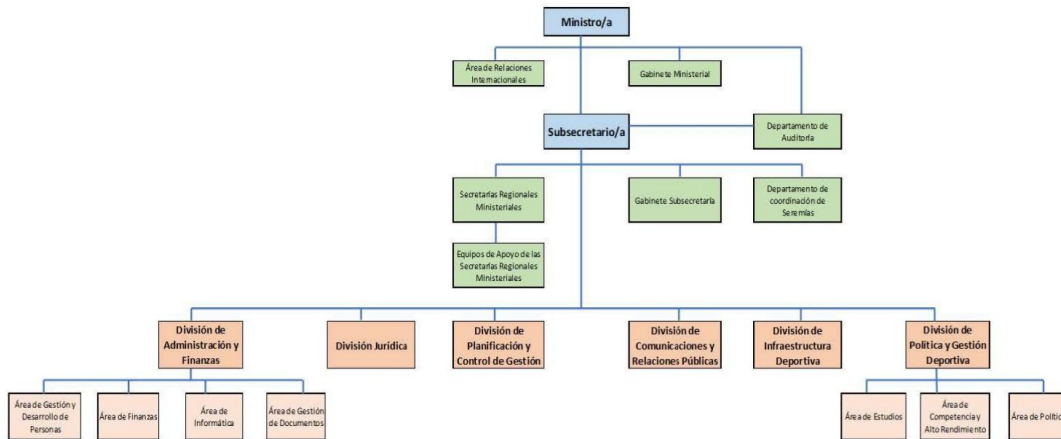 Ministro/a
Área de Relaciones
Internacionales
Gabinete Ministerial
Subsecretario/a
Departamento de
Auditoría
Secretarías Regionales
Ministeriales
Gabinete Subsecretaría
Departamento de
coordinación de
Seremías
Equipos de Apoyo de las
Secretarías Regionales
Ministeriales
División de
Administración y
Finanzas
División Jurídica
División de
Planificación y
Control de Gestión
División de
Comunicaciones y
Relaciones Públicas
División de
Infraestructura
Deportiva
División de
Política y Gestión
Deportiva
Área de Gestión y
Desarrollo de
Personas
Área de Finanzas
Área de
Informática
Área de Gestión
de Documentos
Área de Estudios
Área de
Competencia y
Alto Rendimiento
Área de Polític